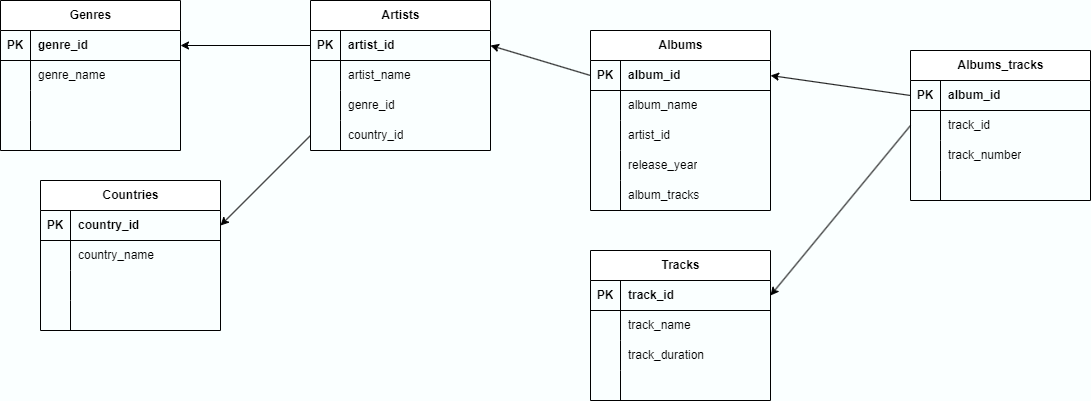 Genres
PK genre_id
genre_name
Artists
PK artist_id
artist_name
genre_id
country_id
Albums
PK album_id
album_name
artist_id
release_year
album_tracks
Albums_tracks
PK album_id
track_id
track_number
Countries
PK country_id
country_name
Tracks
PK track_id
track_name
track_duration